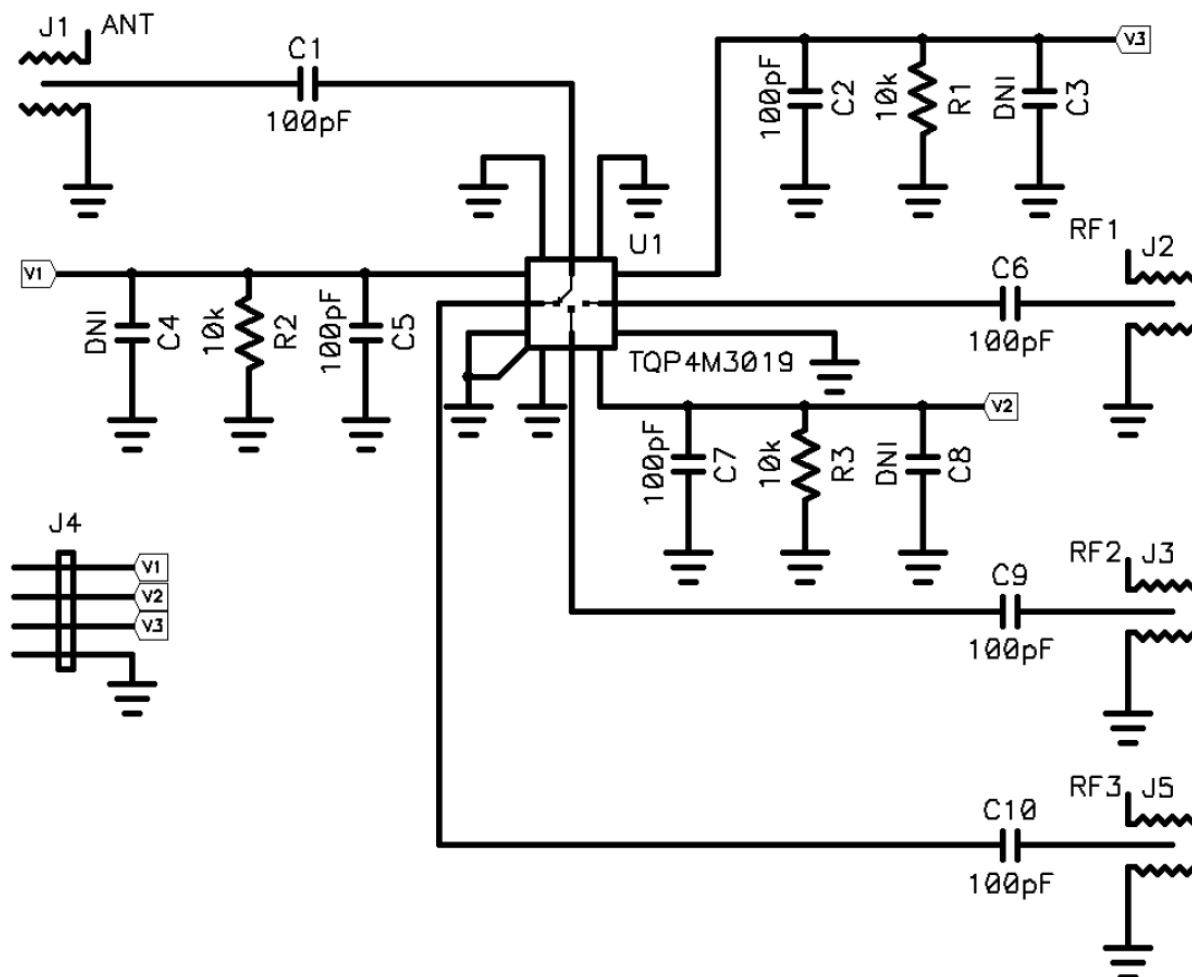 J1 ANT
C1
100pF
V3
100pF
C2
10k
R1
DNI
C3
U1
RF1 J2
V1
C6
100pF
DNI
C4
10k
R2
100pF
C5
TQP4M3019
V2
100pF
C7
10k
R3
DNI
C8
J4
V1
V2
V3
RF2 J3
C9
100pF
RF3 J5
C10
100pF